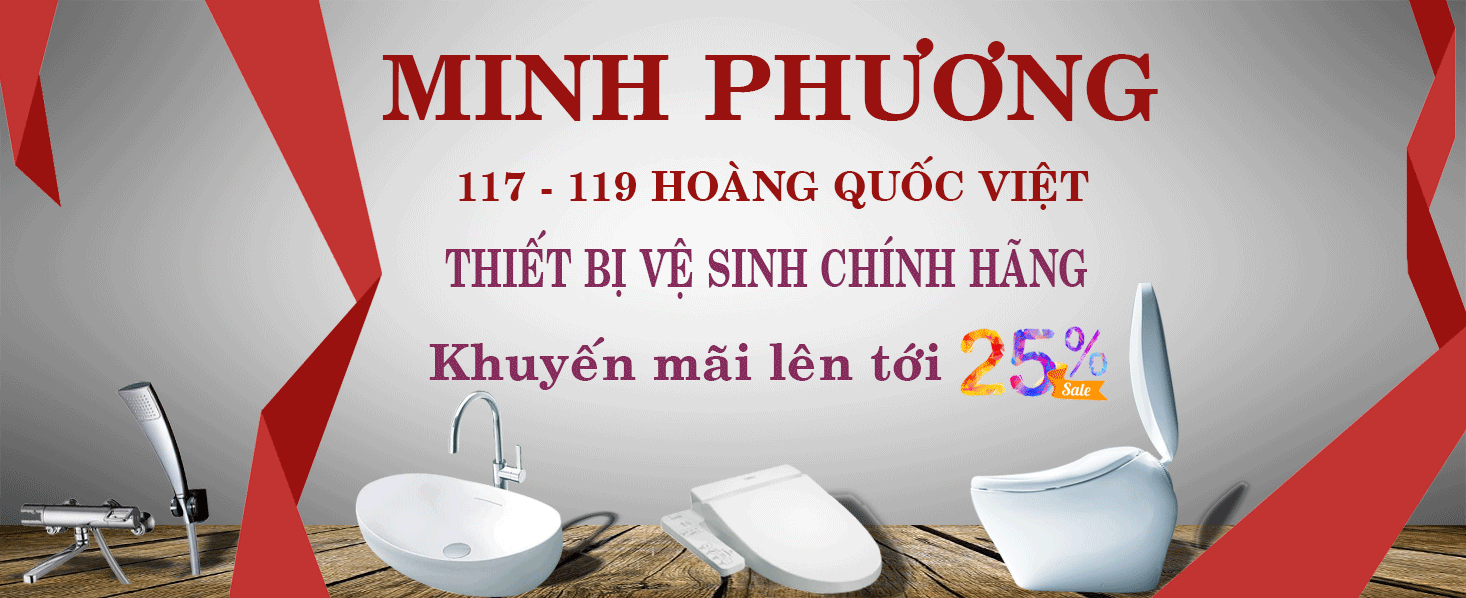 MINH PHƯƠNG
117 - 119 HOÀNG QUỐC VIỆT
THIẾT BỊ VỆ SINH CHÍNH HÃNG
Khuyến mãi lên tới 25%
Sale